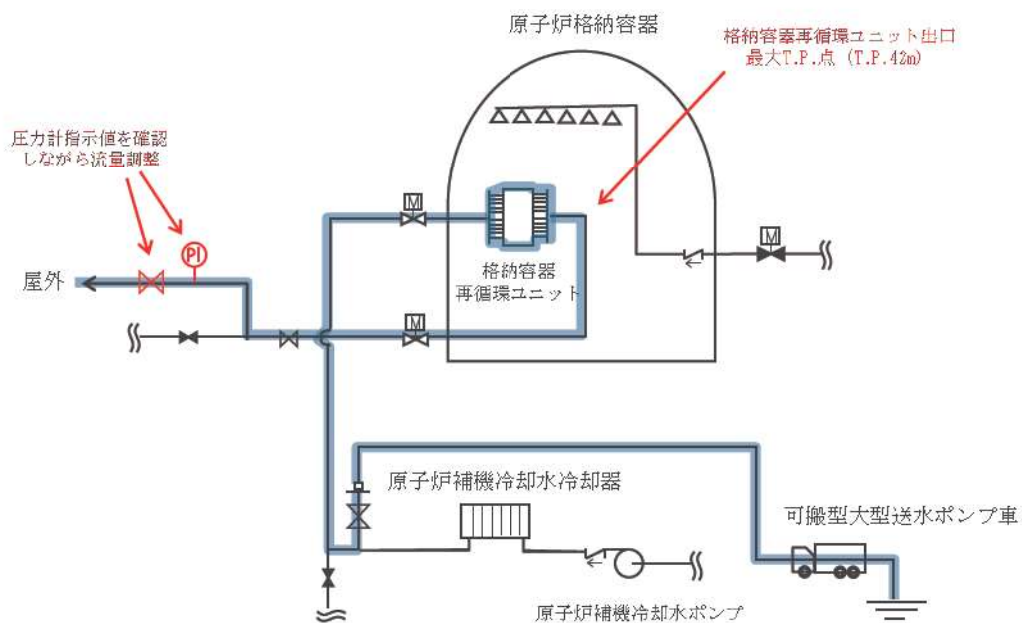 原子炉格納容器
格納容器再循環ユニット出口
最大T.P.点 (T.P.42m)
圧力計指示値を確認
しながら流量調整
M
PI
M
屋外
格納容器
再循環ユニット
M
原子炉補機冷却水冷却器
可搬型大型送水ポンプ車
原子炉補機冷却水ポンプ